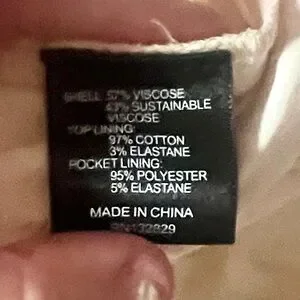 SHELL: 57% VISCOSE
43% SUSTAINABLE
VISCOSE
TOP LINING:
97% COTTON
3% ELASTANE
POCKET LINING:
95% POLYESTER
5% ELASTANE
MADE IN CHINA